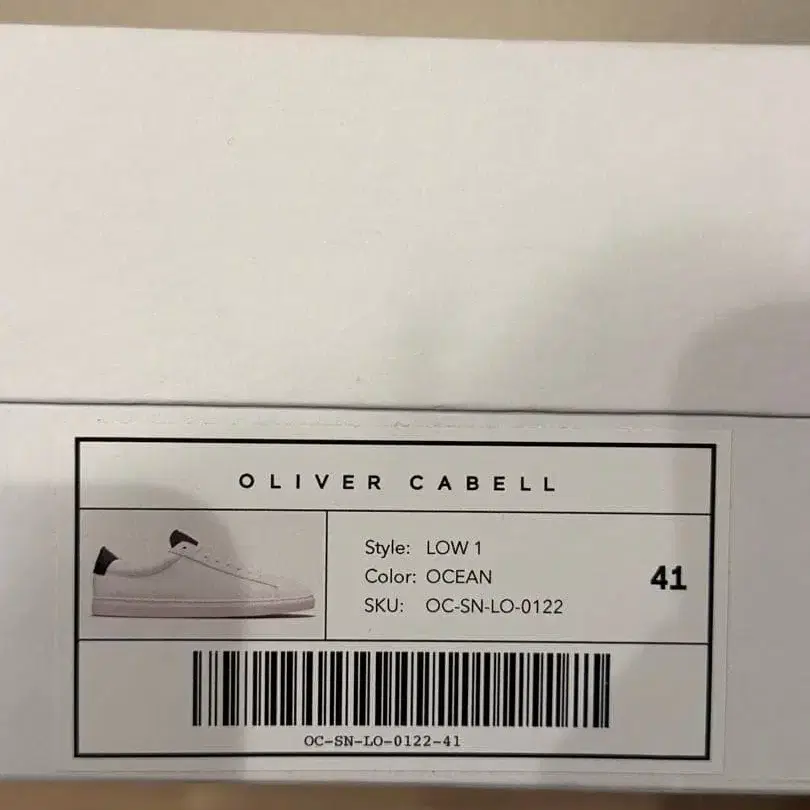 OLIVER CABELL
Style: LOW 1
Color: OCEAN
SKU: OC-SN-LO-0122
41
OC-SN-LO-0122-41